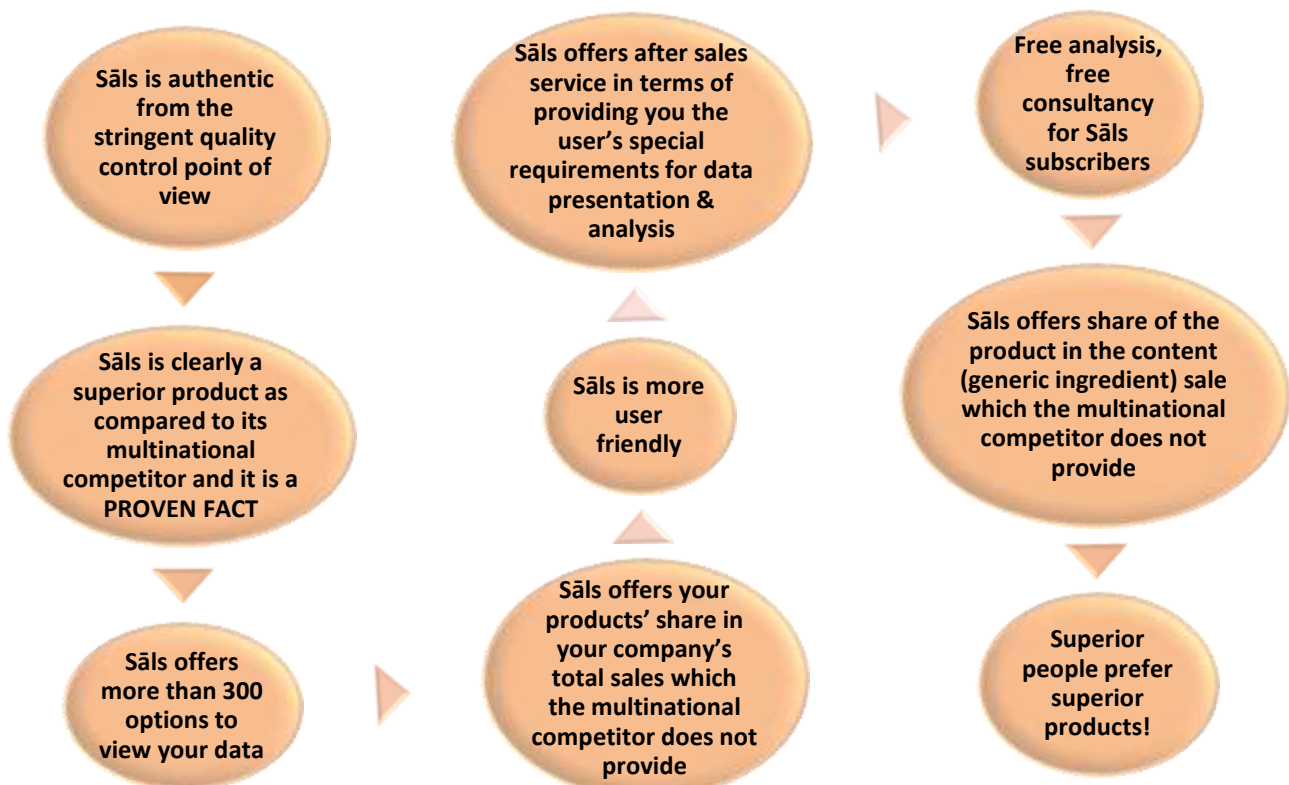 Sāls is authentic
from the
stringent quality
control point of
view
Sāls is clearly a
superior product as
compared to its
multinational
competitor and it is a
PROVEN FACT
Sāls offers
more than 300
options to
view your data
Sāls offers your
products’ share in
your company’s
total sales which
the multinational
competitor does not
provide
Sāls is more
user
friendly
Sāls offers after sales
service in terms of
providing you the
user’s special
requirements for data
presentation &
analysis
Free analysis,
free
consultancy
for Sāls
subscribers
Sāls offers share of the
product in the content
(generic ingredient) sale
which the multinational
competitor does not
provide
Superior
people prefer
superior
products!